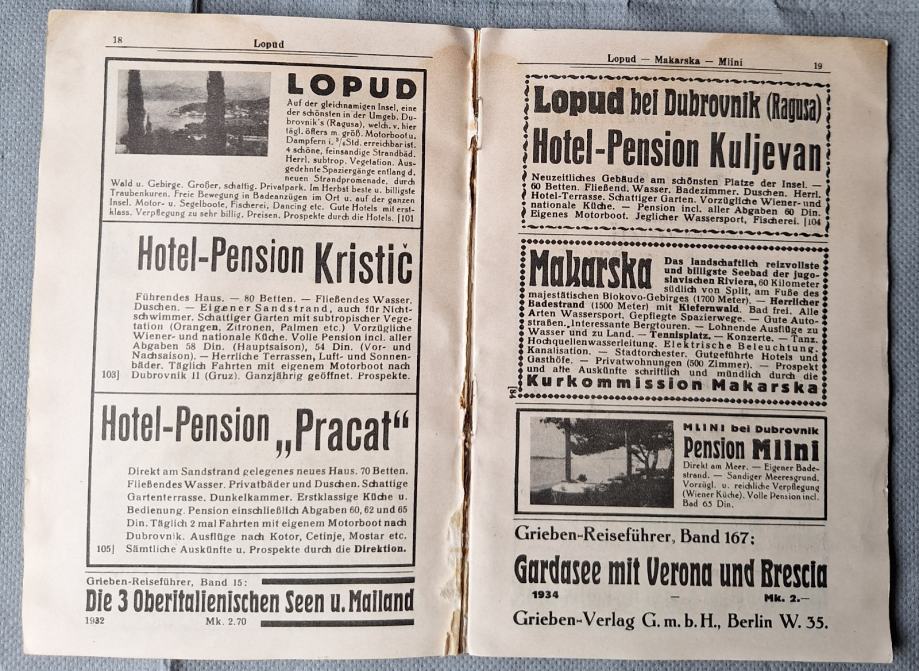 18
Lopud
LOPUD
Auf der gleichnamigen Insel, eine
der schönsten in der Umgeb. Du-
brovnik's (Ragusa), welch. v. hier
tägl. öfters m. größ. Motorboot u.
Dampfern i. ³/₄ Std. erreichbar ist.
4 schöne, feinsandige Strandbäd.
Herrl. subtrop. Vegetation. Aus-
gedehnte Spaziergänge entlang d.
neuen Strandpromenade, durch
Wald u. Gebirge. Großer, schattig. Privatpark. Im Herbst beste u. billigste
Traubenkuren. Freie Bewegung in Badeanzügen im Ort u. auf der ganzen
Insel. Motor- u. Segelboote, Fischerei, Dancing etc. Gute Hotels mit erst-
klass. Verpflegung zu sehr billig. Preisen. Prospekte durch die Hotels. [101
Hotel-Pension Kristič
Führendes Haus. — 80 Betten. — Fließendes Wasser.
Duschen. — Eigener Sandstrand, auch für Nicht-
schwimmer. Schattiger Garten mit subtropischer Vege-
tation (Orangen, Zitronen, Palmen etc.) Vorzügliche
Wiener- und nationale Küche. Volle Pension incl. aller
Abgaben 58 Din. (Hauptsaison), 54 Din. (Vor- und
Nachsaison). — Herrliche Terrassen, Luft- und Sonnen-
bäder. Täglich Fahrten mit eigenem Motorboot nach
103] Dubrovnik II (Gruz). Ganzjährig geöffnet. Prospekte.
Hotel-Pension „Pracat“
Direkt am Sandstrand gelegenes neues Haus. 70 Betten.
Fließendes Wasser. Privatbäder und Duschen. Schattige
Gartenterrasse. Dunkelkammer. Erstklassige Küche u.
Bedienung. Pension einschließlich Abgaben 60, 62 und 65
Din. Täglich 2 mal Fahrten mit eigenem Motorboot nach
Dubrovnik. Ausflüge nach Kotor, Cetinje, Mostar etc.
105] Sämtliche Auskünfte u. Prospekte durch die Direktion.
Grieben-Reiseführer, Band 15:
Die 3 Oberitalienischen Seen u. Mailand
1932 Mk. 2.70
Lopud — Makarska — Mlini
19
Lopud bei Dubrovnik (Ragusa)
Hotel-Pension Kuljevan
Neuzeitliches Gebäude am schönsten Platze der Insel. —
60 Betten. Fließend. Wasser. Badezimmer. Duschen. Herrl.
Hotel-Terrasse. Schattiger Garten. Vorzügliche Wiener- und
nationale Küche. — Pension incl. aller Abgaben 60 Din.
Eigenes Motorboot. Jeglicher Wassersport, Fischerei. [104
Makarska
Das landschaftlich reizvollste
und billigste Seebad der jugo-
slavischen Riviera, 60 Kilometer
südlich von Split, am Fuße des
majestätischen Biokovo-Gebirges (1700 Meter). — Herrlicher
Badestrand (1500 Meter) mit Kiefernwald. Bad frei. Alle
Arten Wassersport, Gepflegte Spazierwege. — Gute Auto-
straßen. Interessante Bergtouren. — Lohnende Ausflüge zu
Wasser und zu Land. — Tennisplatz. — Konzerte. — Tanz.
Hochquellenwasserleitung. Elektrische Beleuchtung.
Kanalisation. — Stadtorchester. Gutgeführte Hotels und
Gasthöfe. — Privatwohnungen (500 Zimmer). — Prospekt
und alle Auskünfte schriftlich und mündlich durch die
Kurkommission Makarska
[84
MLINI bei Dubrovnik
Pension Mlini
Direkt am Meer. — Eigener Bade-
strand. — Sandiger Meeresgrund.
Vorzügl. u. reichliche Verpflegung
(Wiener Küche). Volle Pension incl.
Bad 65 Din.
Grieben-Reiseführer, Band 167:
Gardasee mit Verona und Brescia
1934 — Mk. 2.—
Grieben-Verlag G. m. b. H., Berlin W. 35.